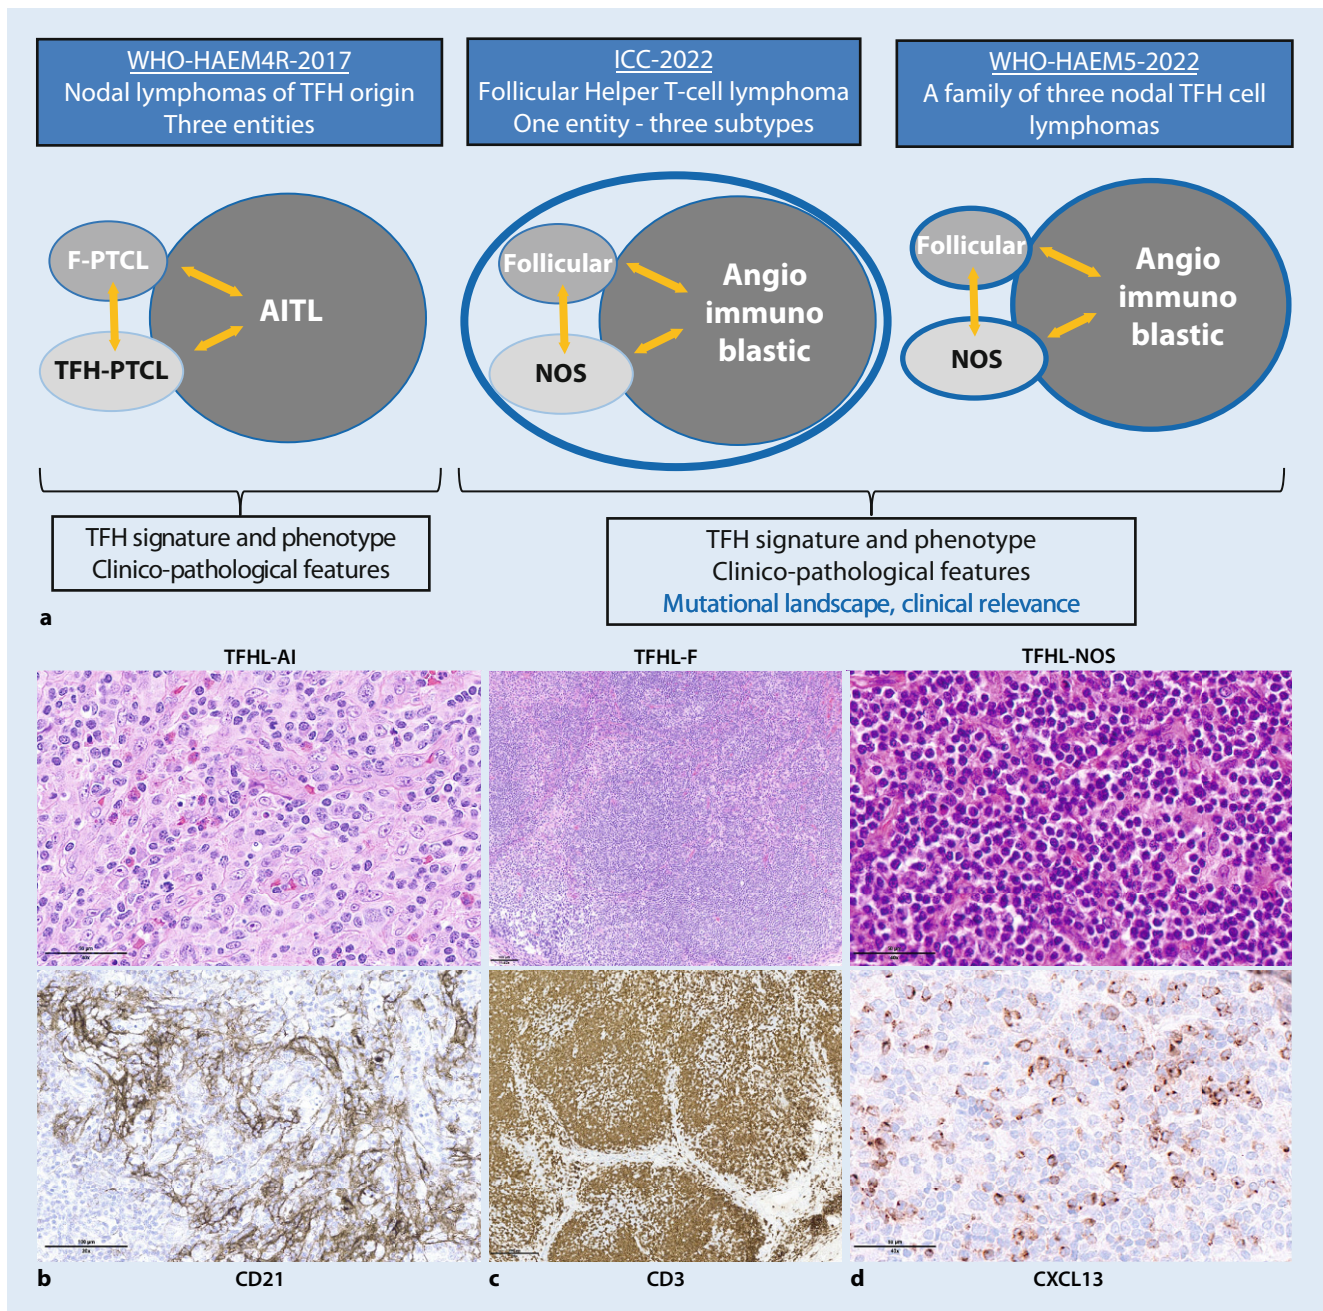 WHO-HAEM4R-2017
Nodal lymphomas of TFH origin
Three entities
ICC-2022
Follicular Helper T-cell lymphoma
One entity - three subtypes
WHO-HAEM5-2022
A family of three nodal TFH cell
lymphomas
F-PTCL
AITL
TFH-PTCL
Follicular
Angio
immuno
blastic
NOS
Follicular
Angio
immuno
blastic
NOS
TFH signature and phenotype
Clinico-pathological features
TFH signature and phenotype
Clinico-pathological features
Mutational landscape, clinical relevance
a
TFHL-AI
TFHL-F
TFHL-NOS
b
CD21
c
CD3
d
CXCL13